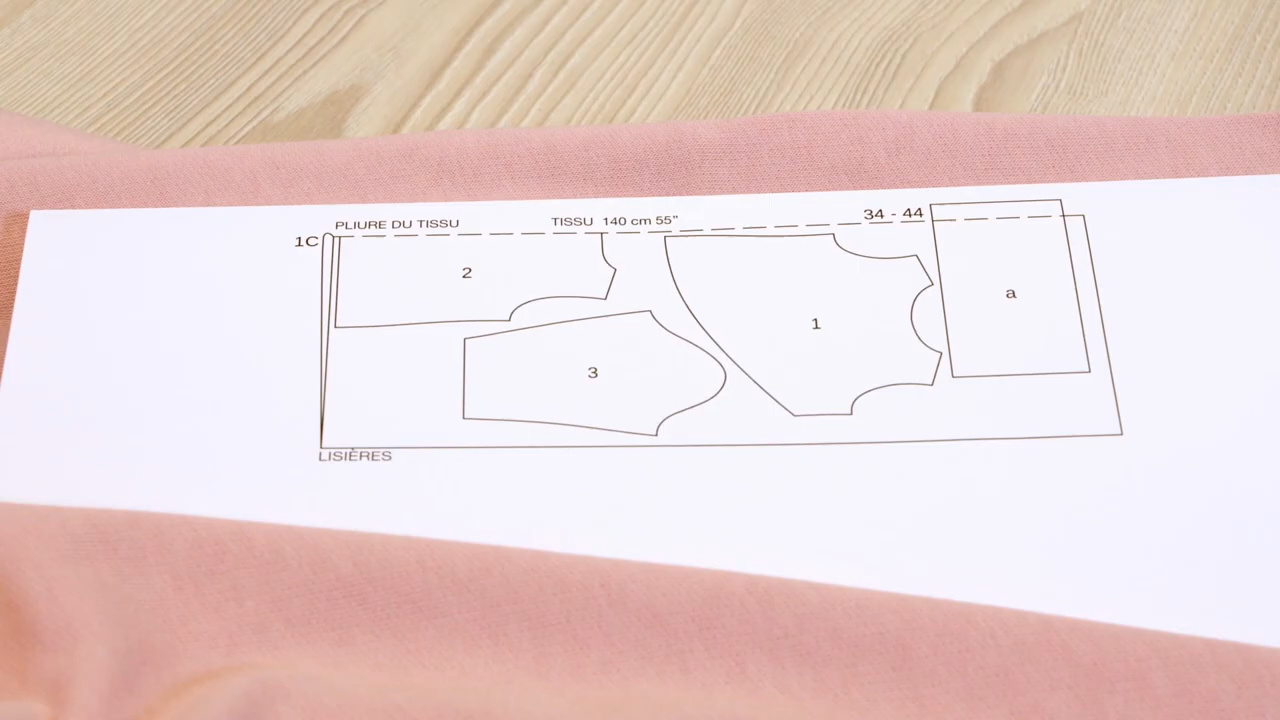 PLIURE DU TISSU
TISSU 140 cm 55"
34 - 44
1C
2
a
1
3
LISIÈRES